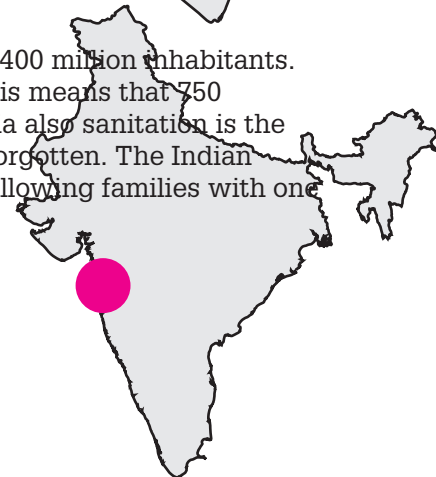 400 million inhabitants.
is means that 750
a also sanitation is the
orgotten. The Indian
llowing families with one